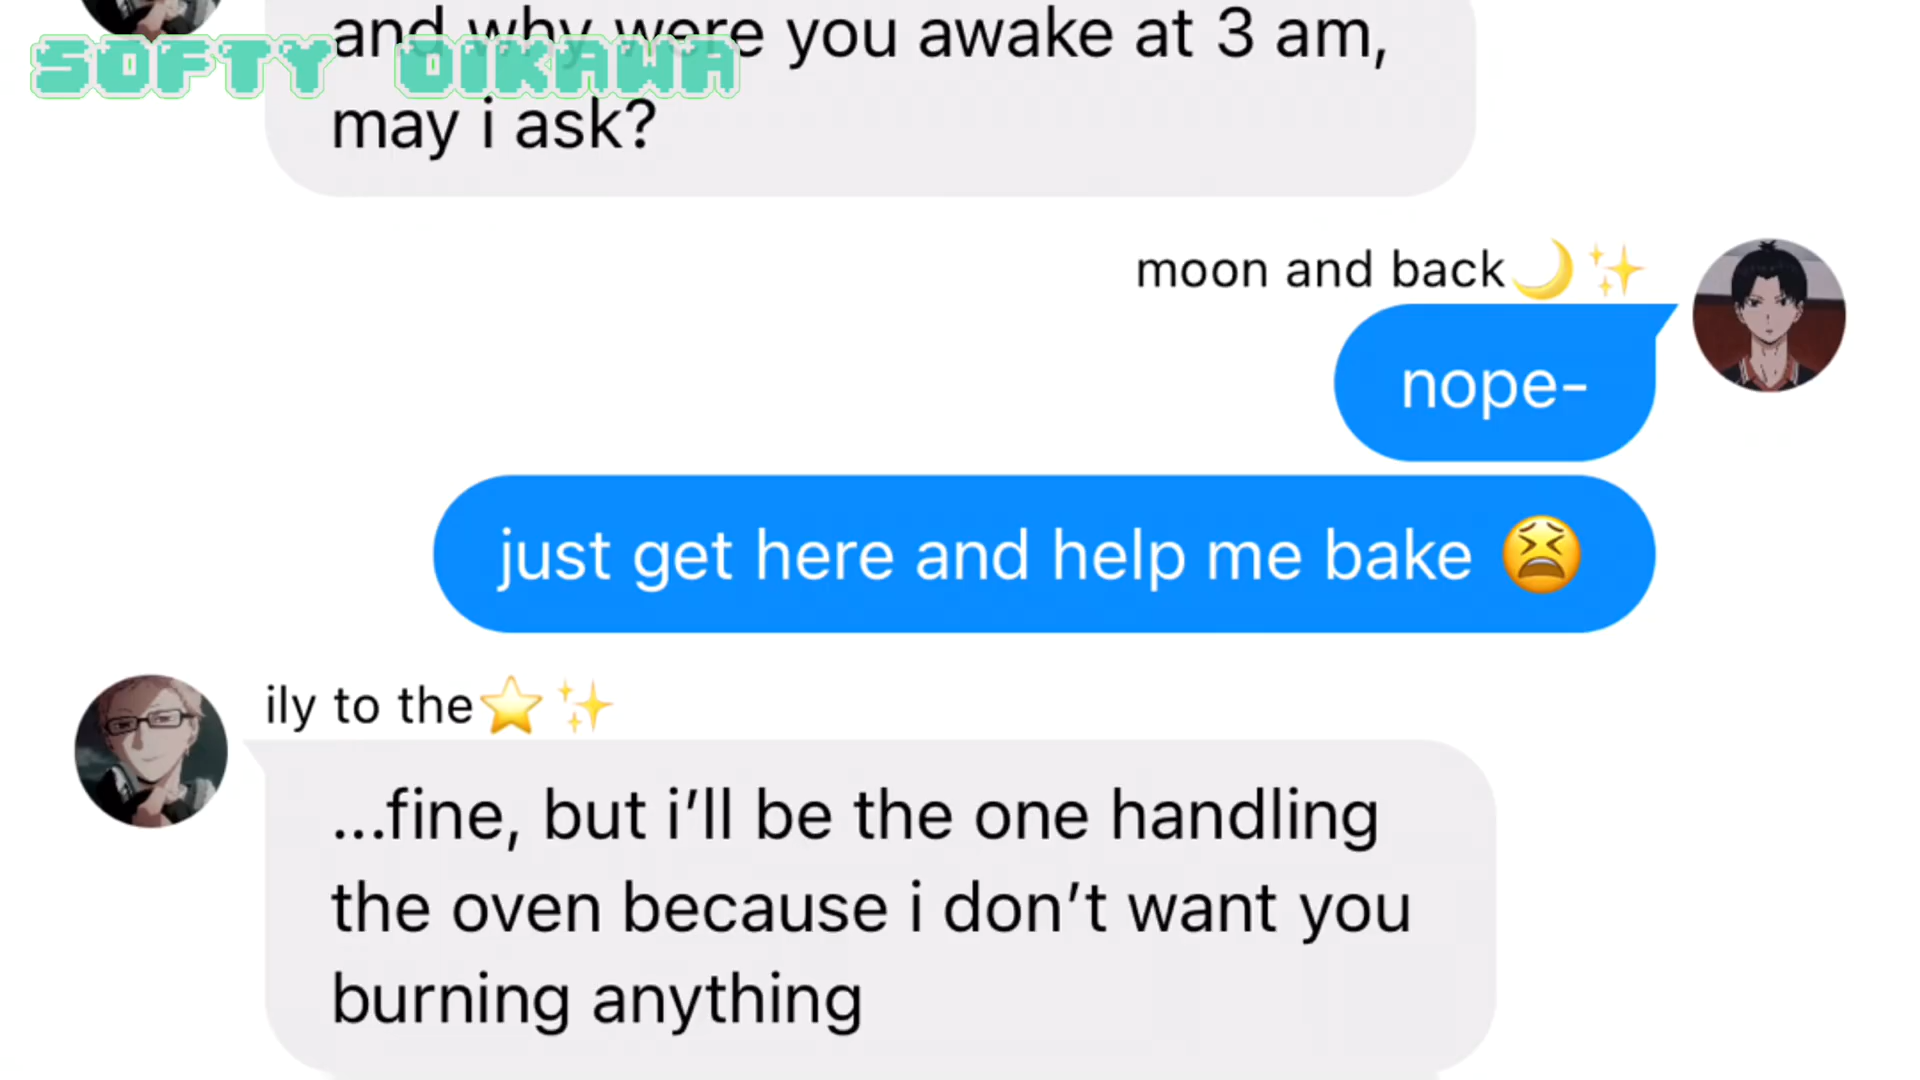 and why were you awake at 3 am,
SOFTY OIKAWA
may i ask?
moon and back🌙✨
nope-
just get here and help me bake 😫
ily to the⭐✨
...fine, but i’ll be the one handling
the oven because i don’t want you
burning anything